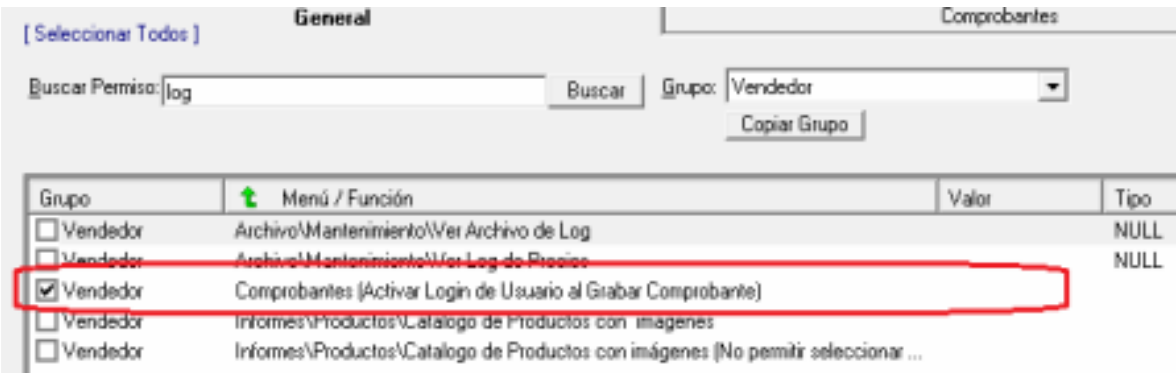 General
Comprobantes
[ Seleccionar Todos ]
Buscar Permiso: log
Buscar
Grupo: Vendedor
Copiar Grupo
Grupo Menú / Función Valor Tipo
Vendedor Archivo\Mantenimiento\Ver Archivo de Log NULL
Vendedor Archivo\Mantenimiento\Ver Log de Precios NULL
Vendedor Comprobantes (Activar Login de Usuario al Grabar Comprobante)
Vendedor Informes\Productos\Catalogo de Productos con imagenes
Vendedor Informes\Productos\Catalogo de Productos con imágenes (No permitir seleccionar ...